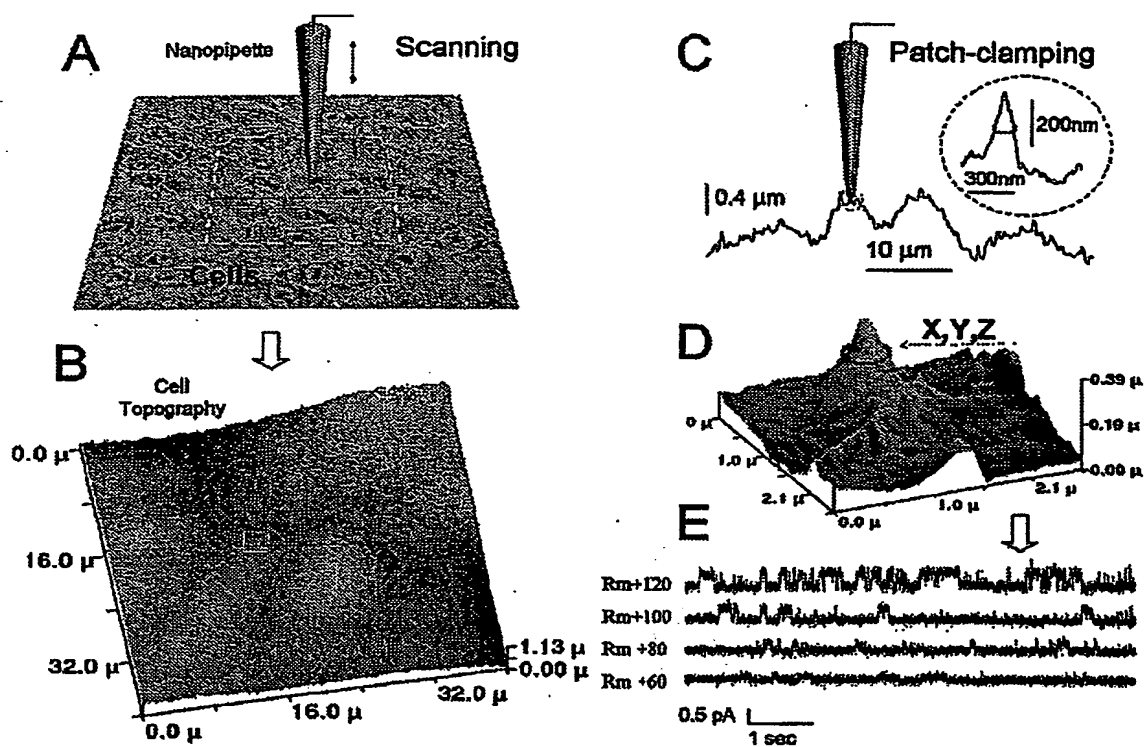 A
Nanopipette
Scanning
Cells
B
Cell
Topography
0.0 µ
16.0 µ
32.0 µ
0.0 µ
16.0 µ
32.0 µ
1.13 µ
0.00 µ
C
Patch-clamping
200nm
300nm
0.4 µm
10 µm
D
X,Y,Z
0.39 µ
0.19 µ
0.00 µ
0 µ
1.0 µ
2.1 µ
0.0 µ
1.0 µ
2.1 µ
E
Rm+120
Rm+100
Rm +80
Rm +60
0.5 pA
1 sec